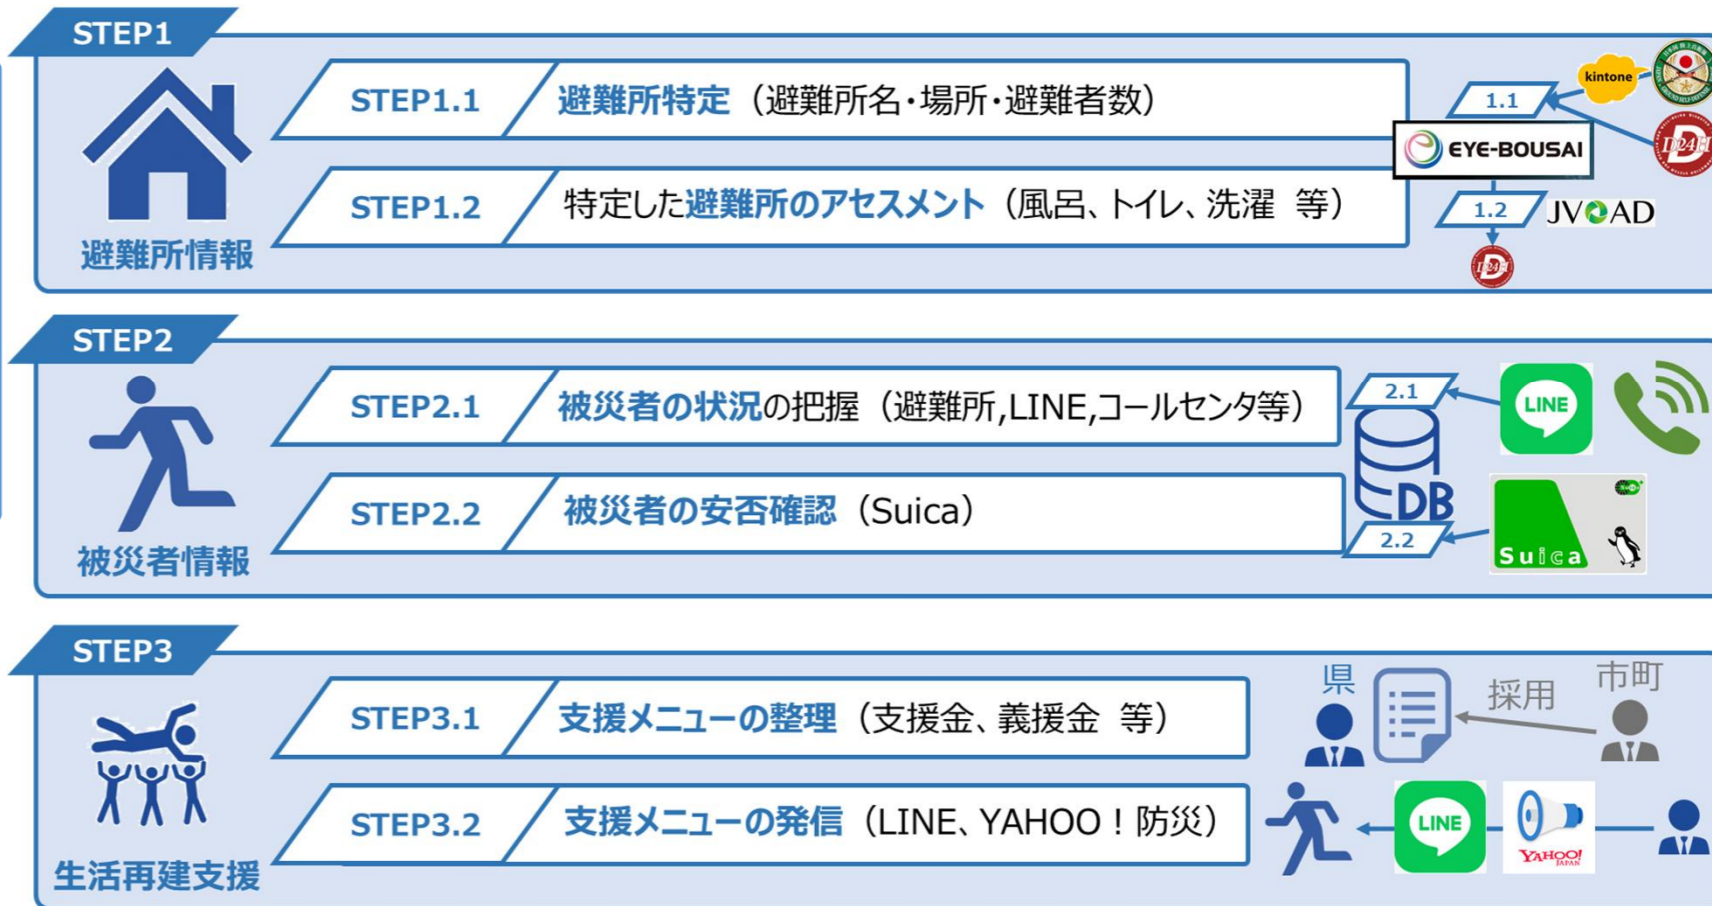 STEP1
避難所情報
STEP1.1
避難所特定（避難所名・場所・避難者数）
STEP1.2
特定した避難所のアセスメント（風呂、トイレ、洗濯 等）
1.1
kintone
D24H
EYE-BOUSAI
1.2
JVOAD
D24H
STEP2
被災者情報
STEP2.1
被災者の状況の把握（避難所,LINE,コールセンタ等）
STEP2.2
被災者の安否確認（Suica）
2.1
LINE
DB
2.2
Suica
STEP3
生活再建支援
STEP3.1
支援メニューの整理（支援金、義援金 等）
STEP3.2
支援メニューの発信（LINE、YAHOO！防災）
県
採用
市町
LINE
YAHOO!
JAPAN